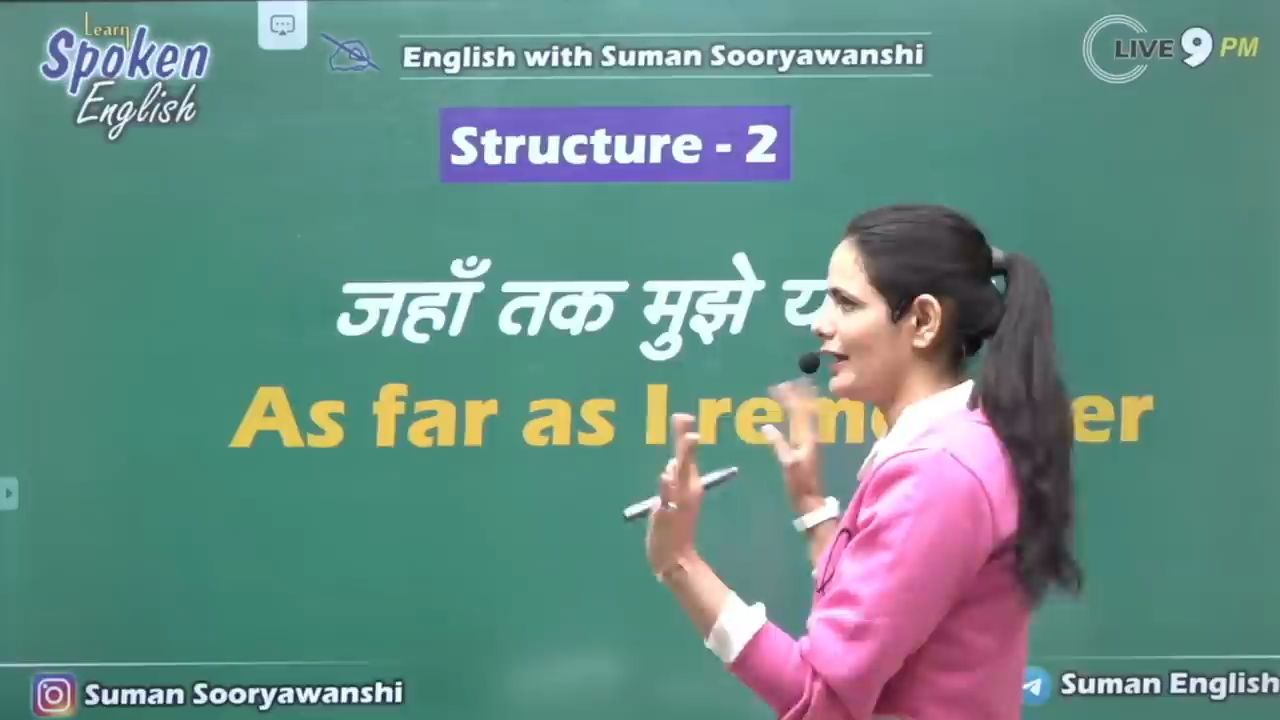 Learn
Spoken
English
English with Suman Sooryawanshi
LIVE 9 PM
Structure - 2
जहाँ तक मुझे
As far as I
Suman Sooryawanshi
Suman English